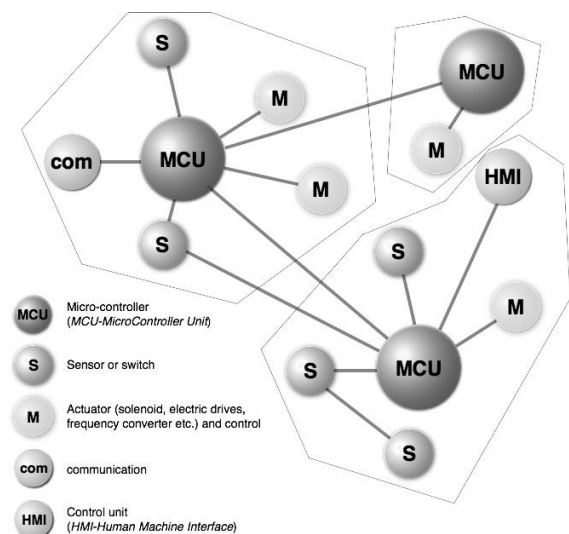 S
MCU
M
M
com
MCU
M
HMI
S
S
M
MCU
S
S
MCU
Micro-controller
(MCU-MicroController Unit)
S
Sensor or switch
M
Actuator (solenoid, electric drives,
frequency converter etc.) and control
com
communication
HMI
Control unit
(HMI-Human Machine Interface)